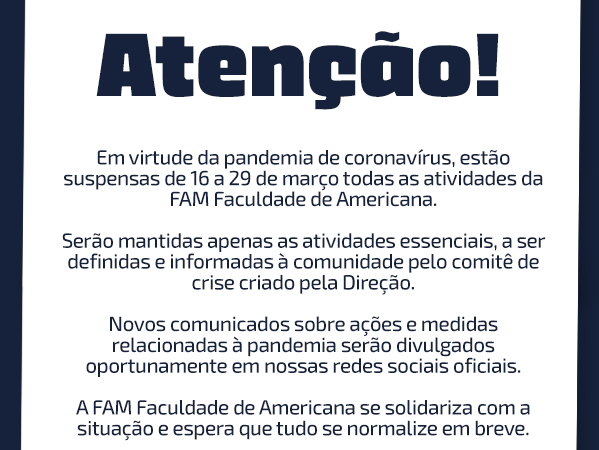 Atenção!
Em virtude da pandemia de coronavírus, estão
suspensas de 16 a 29 de março todas as atividades da
FAM Faculdade de Americana.
Serão mantidas apenas as atividades essenciais, a ser
definidas e informadas à comunidade pelo comitê de
crise criado pela Direção.
Novos comunicados sobre ações e medidas
relacionadas à pandemia serão divulgados
oportunamente em nossas redes sociais oficiais.
A FAM Faculdade de Americana se solidariza com a
situação e espera que tudo se normalize em breve.